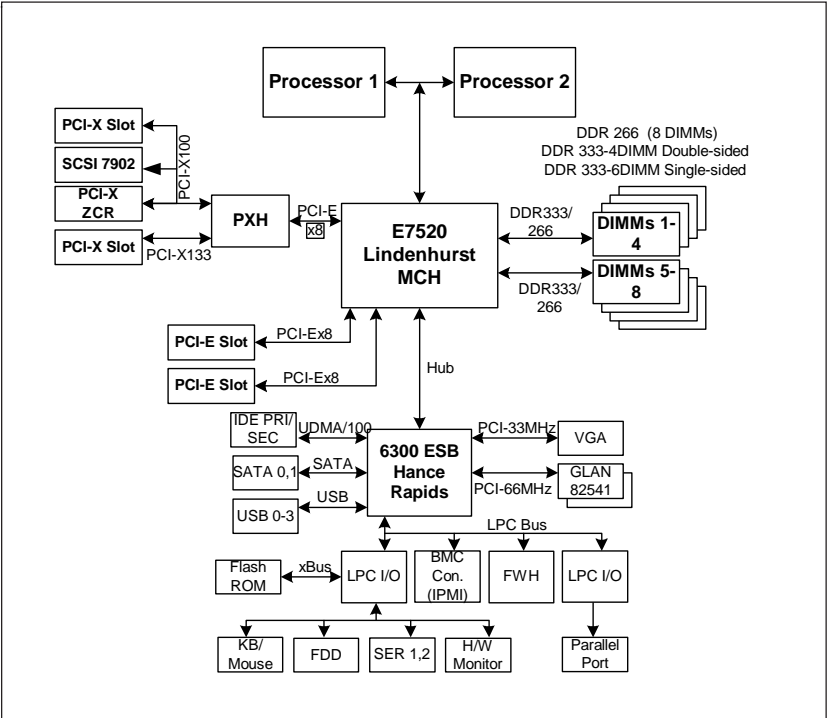 Processor 1
Processor 2
PCI-X Slot
SCSI 7902
PCI-X
ZCR
PCI-X Slot
PCI-X100
PCI-X133
PXH
PCI-E
x8
E7520
Lindenhurst
MCH
DDR 266 (8 DIMMs)
DDR 333-4DIMM Double-sided
DDR 333-6DIMM Single-sided
DDR333/
266
DIMMs 1-
4
DDR333/
266
DIMMs 5-
8
PCI-E Slot
PCI-Ex8
PCI-E Slot
PCI-Ex8
Hub
IDE PRI/
SEC
UDMA/100
SATA 0,1
SATA
USB 0-3
USB
6300 ESB
Hance
Rapids
PCI-33MHz
VGA
PCI-66MHz
GLAN
82541
LPC Bus
Flash
ROM
xBus
LPC I/O
BMC
Con.
(IPMI)
FWH
LPC I/O
KB/
Mouse
FDD
SER 1,2
H/W
Monitor
Parallel
Port